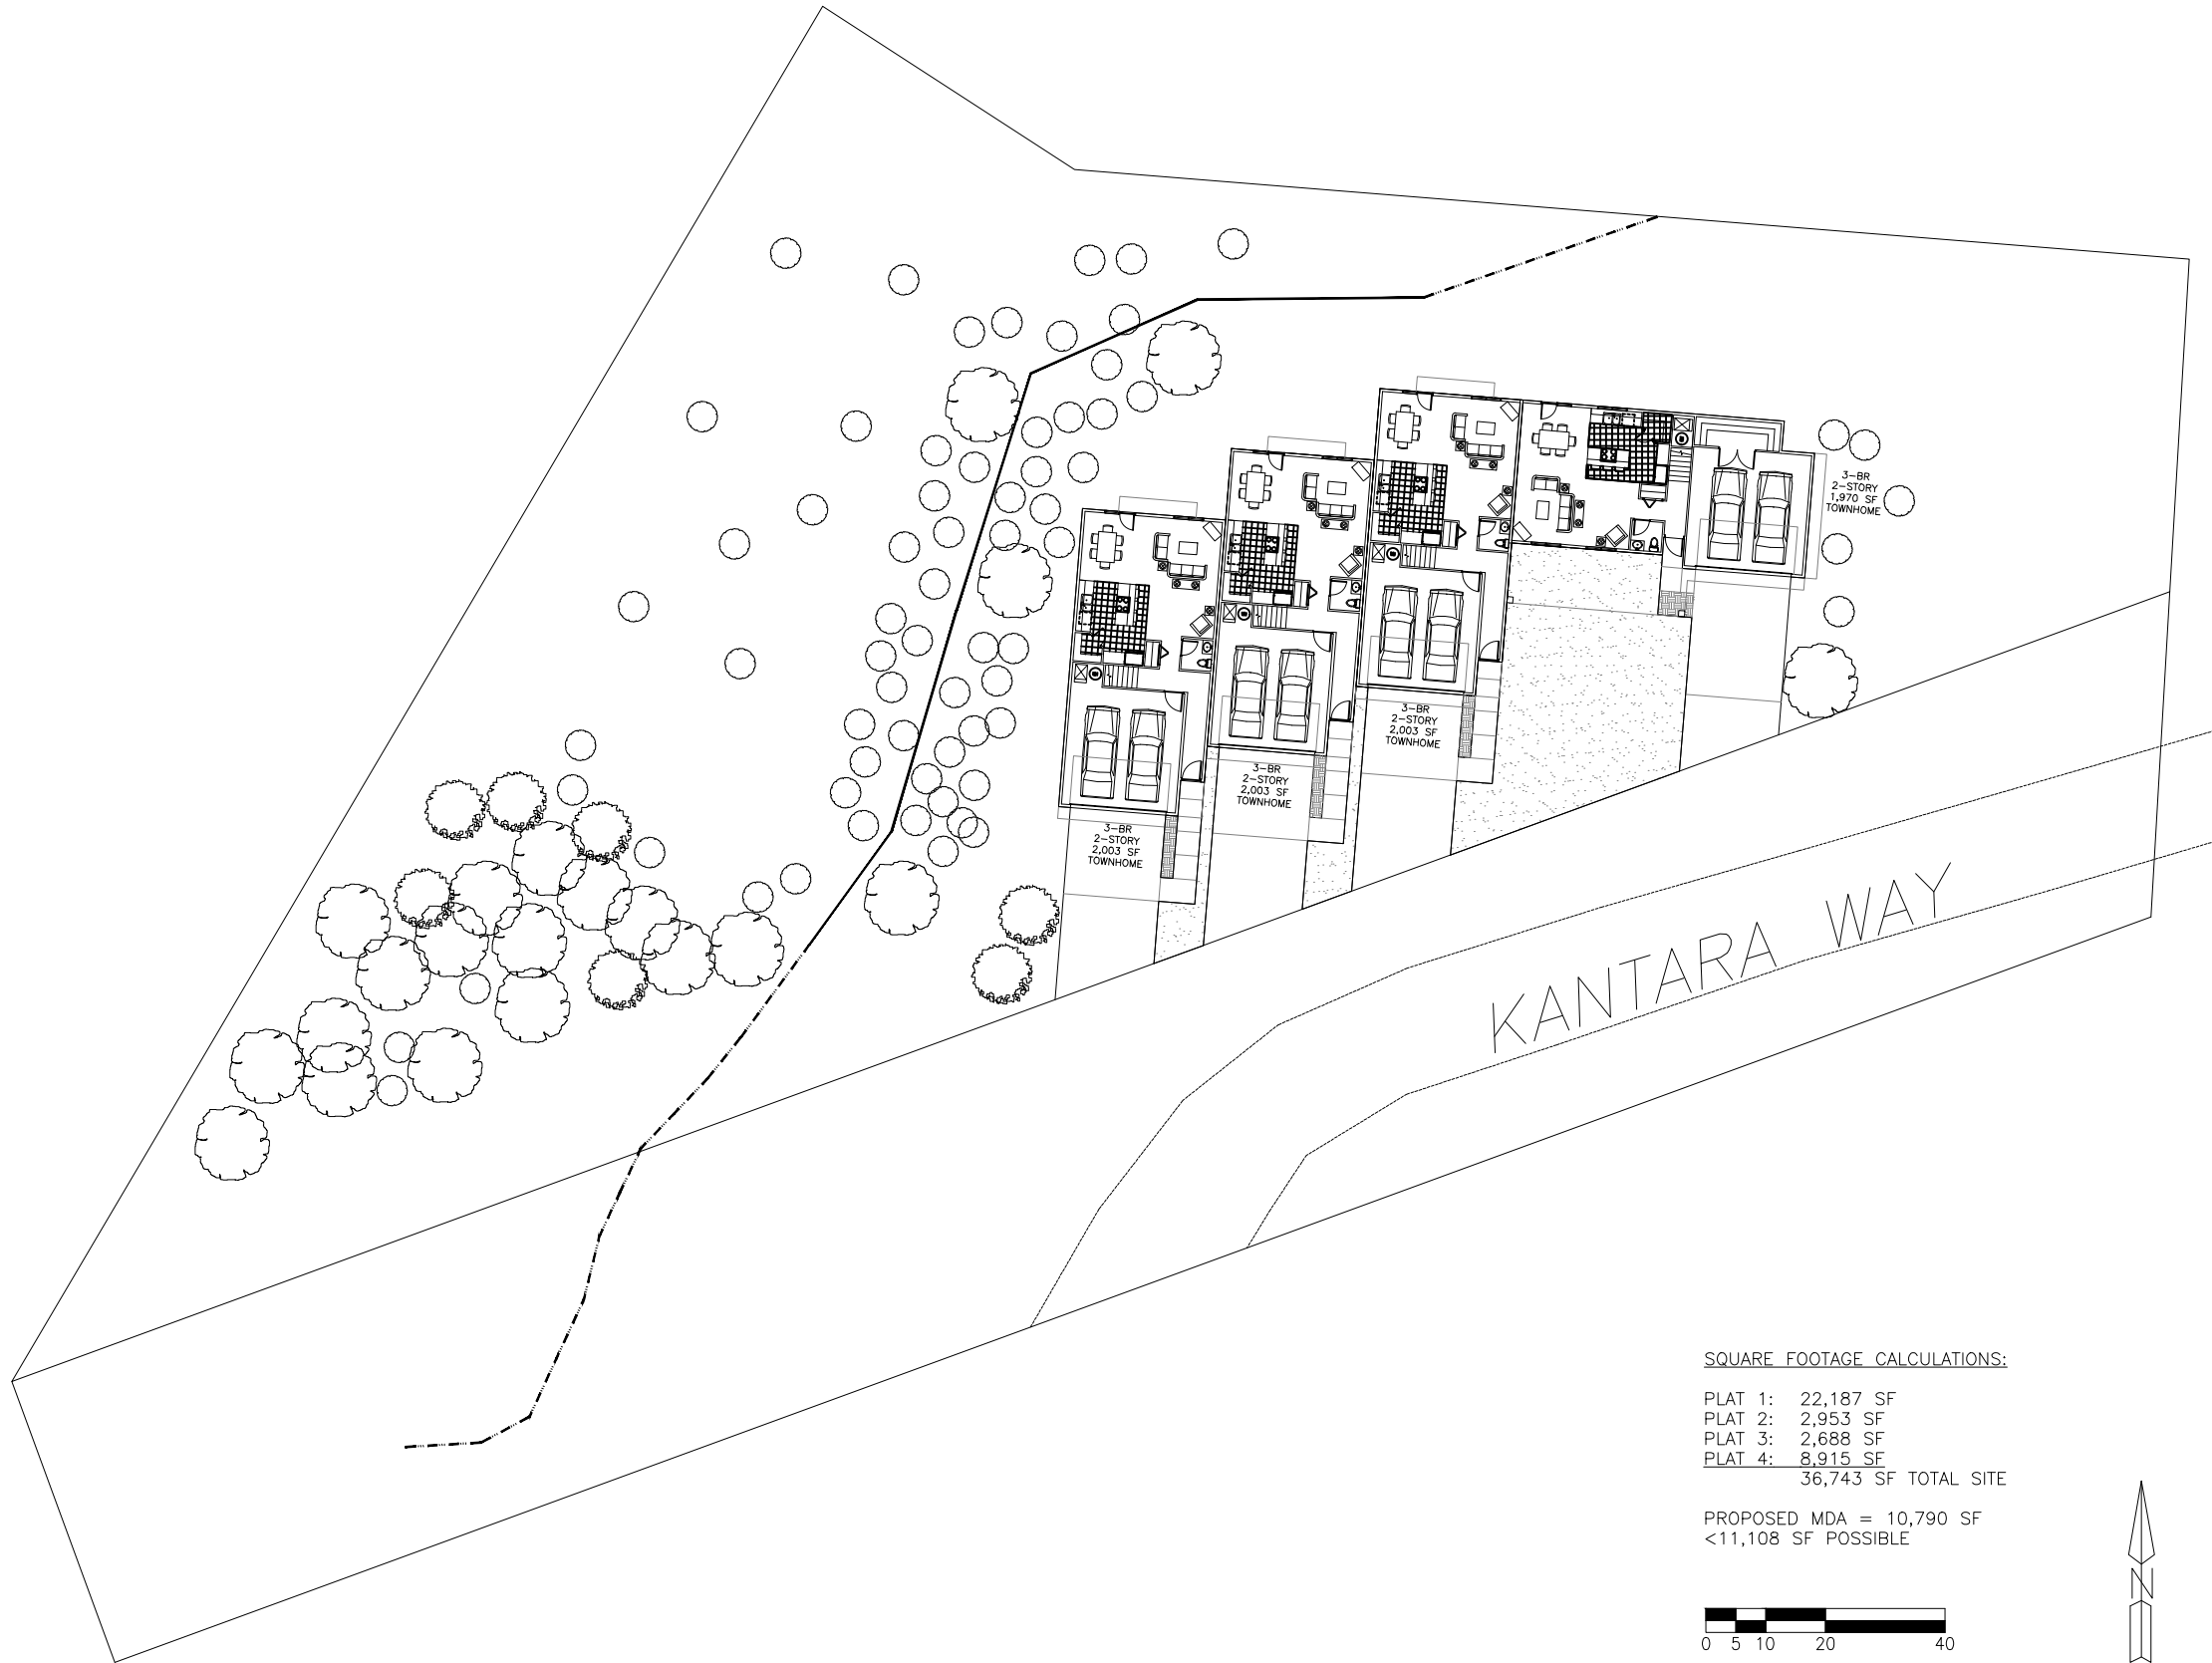 3-BR
2-STORY
1,970 SF
TOWNHOME
3-BR
2-STORY
2,003 SF
TOWNHOME
3-BR
2-STORY
2,003 SF
TOWNHOME
3-BR
2-STORY
2,003 SF
TOWNHOME
KANTARA WAY
SQUARE FOOTAGE CALCULATIONS:
PLAT 1: 22,187 SF
PLAT 2: 2,953 SF
PLAT 3: 2,688 SF
PLAT 4: 8,915 SF
36,743 SF TOTAL SITE
PROPOSED MDA = 10,790 SF
<11,108 SF POSSIBLE
N
0 5 10 20 40